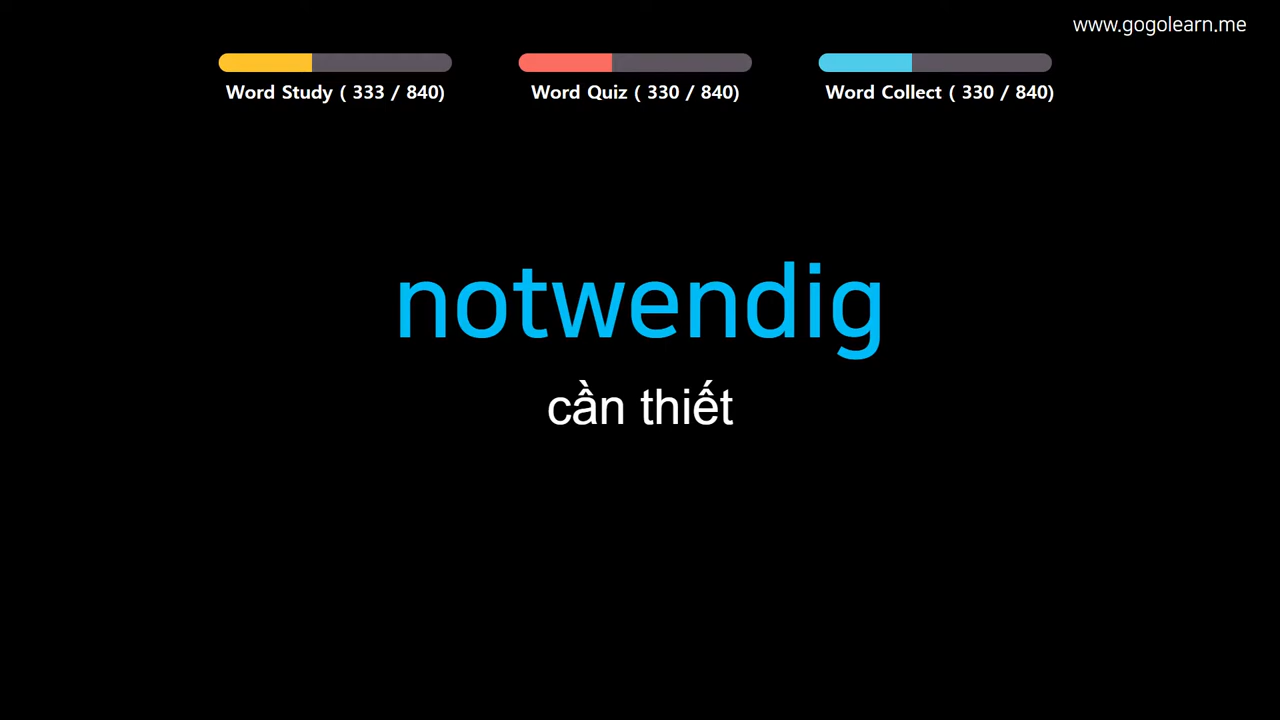 www.gogolearn.me
Word Study ( 333 / 840)
Word Quiz ( 330 / 840)
Word Collect ( 330 / 840)
notwendig
cần thiết